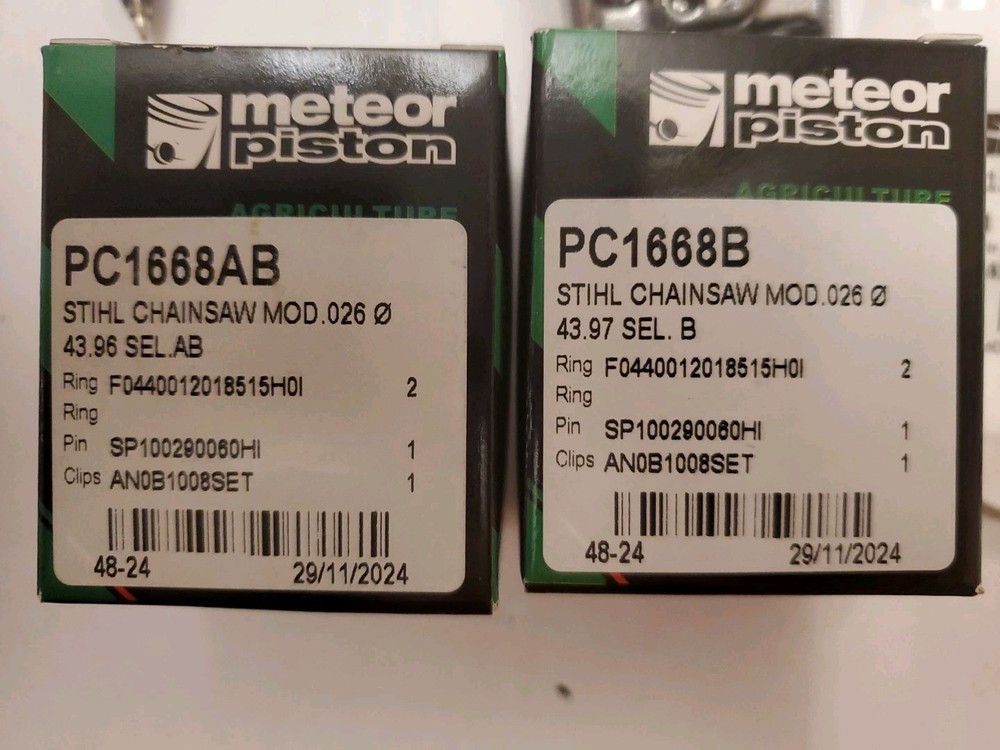 meteor
piston
AGRICULTURE
PC1668AB
STIHL CHAINSAW MOD.026 Ø
43.96 SEL.AB
Ring F0440012018515H0I 2
Ring
Pin SP100290060HI 1
Clips AN0B1008SET 1
48-24 29/11/2024
meteor
piston
AGRICULTURE
PC1668B
STIHL CHAINSAW MOD.026 Ø
43.97 SEL. B
Ring F0440012018515H0I 2
Ring
Pin SP100290060HI 1
Clips AN0B1008SET 1
48-24 29/11/2024